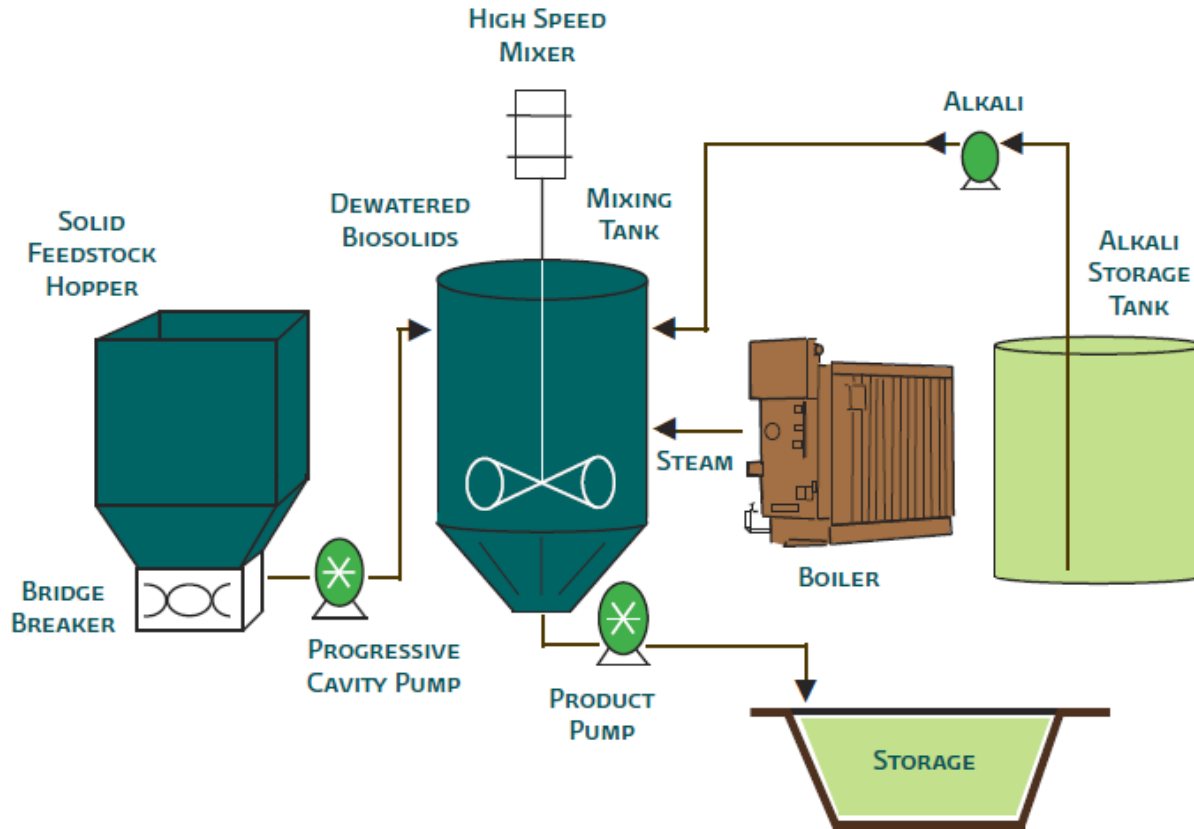 High Speed
Mixer
Alkali
Dewatered
Biosolids
Mixing
Tank
Solid
Feedstock
Hopper
Alkali
Storage
Tank
Steam
Boiler
Bridge
Breaker
Progressive
Cavity Pump
Product
Pump
Storage